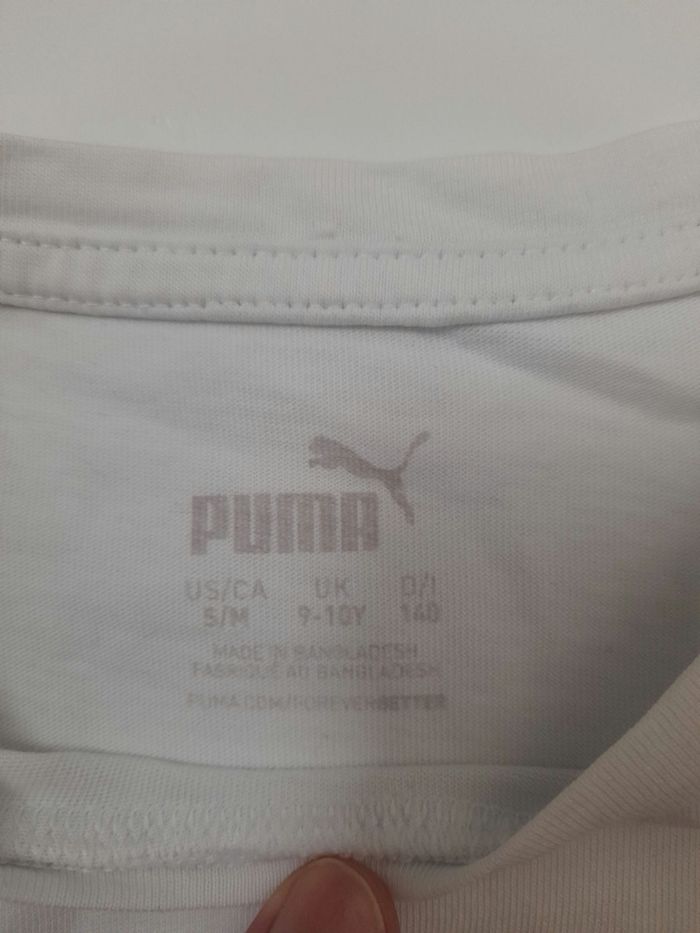 PUMA
US/CA UK D/I
S/M 9-10Y 140
MADE IN BANGLADESH
FABRIQUÉ AU BANGLADESH
PUMA.COM/FOREVERBETTER